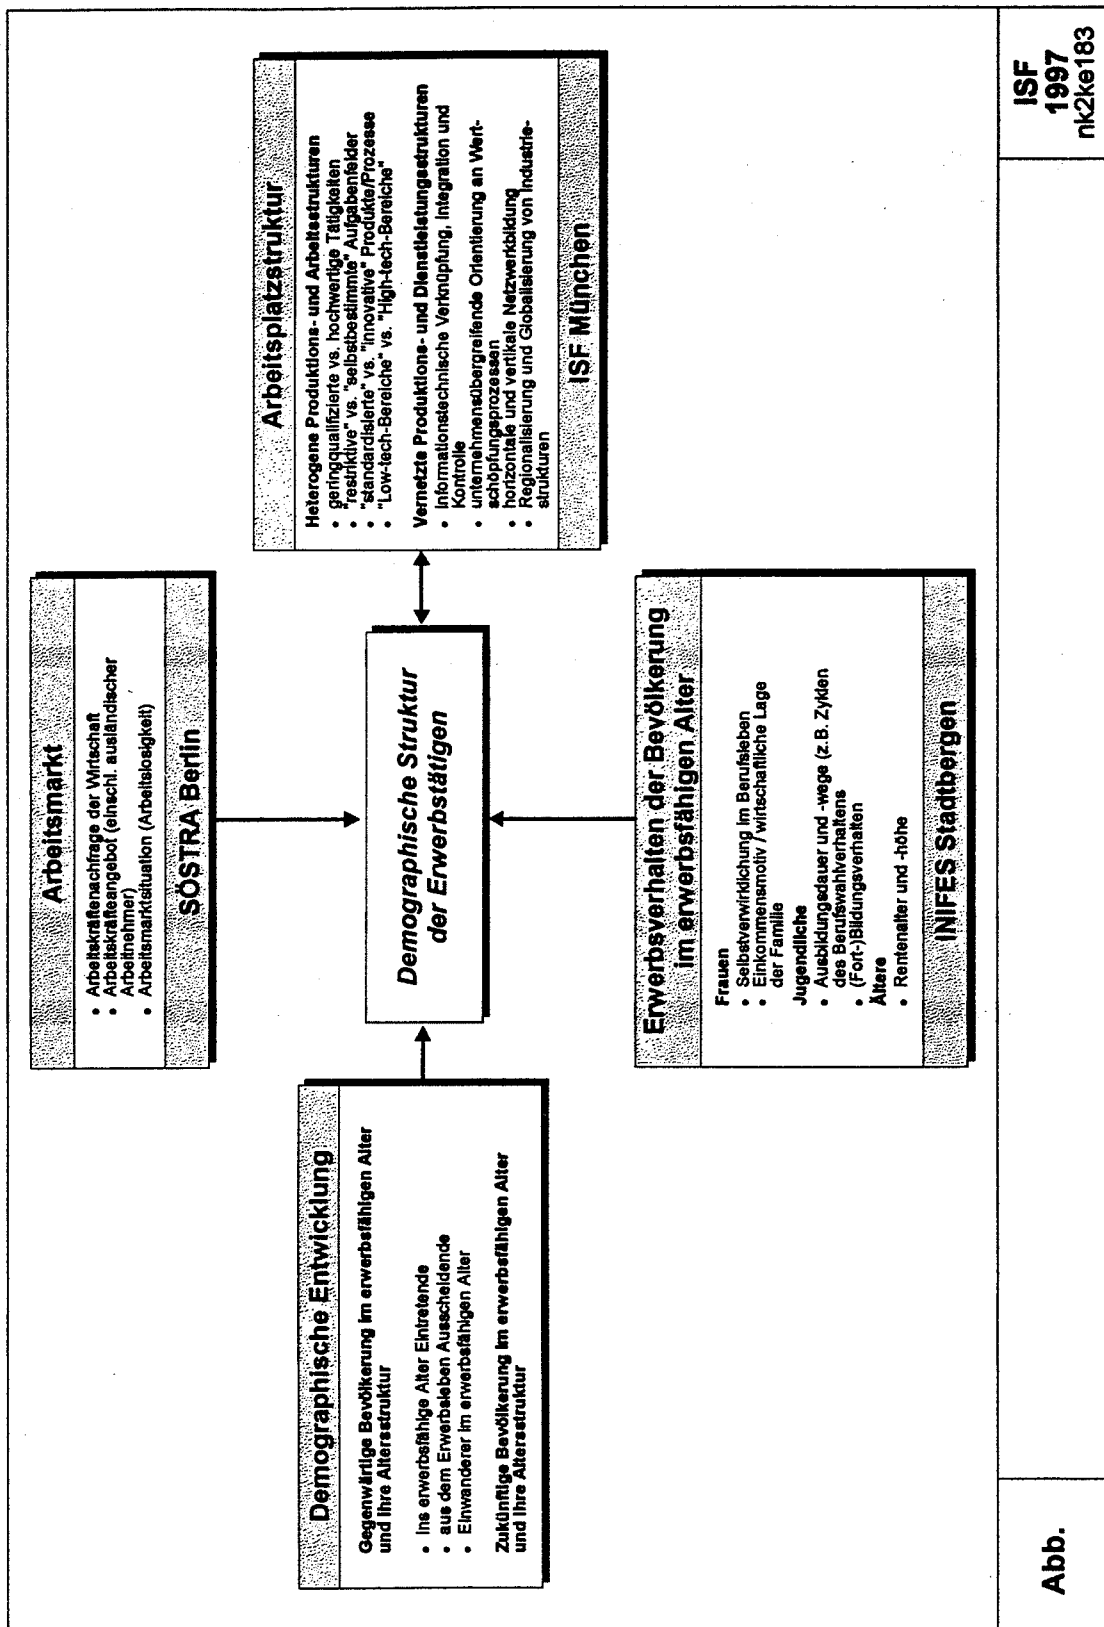 Arbeitsmarkt
• Arbeitskräftenachfrage der Wirtschaft
• Arbeitskräfteangebot (einschl. ausländischer
Arbeitnehmer)
• Arbeitsmarktsituation (Arbeitslosigkeit)
SÖSTRA Berlin
Demographische Entwicklung
Gegenwärtige Bevölkerung im erwerbsfähigen Alter
und ihre Altersstruktur
• Ins erwerbsfähige Alter Eintretende
• aus dem Erwerbsleben Ausscheidende
• Einwanderer im erwerbsfähigen Alter
Zukünftige Bevölkerung im erwerbsfähigen Alter
und ihre Altersstruktur
Demographische Struktur
der Erwerbstätigen
Arbeitsplatzstruktur
Heterogene Produktions- und Arbeitsstrukturen
• geringqualifizierte vs. hochwertige Tätigkeiten
• "restriktive" vs. "selbstbestimmte" Aufgabenfelder
• "standardisierte" vs. "innovative" Produkte/Prozesse
• "Low-tech-Bereiche" vs. "High-tech-Bereiche"
Vernetzte Produktions- und Dienstleistungsstrukturen
• Informationstechnische Verknüpfung, Integration und
Kontrolle
• unternehmensübergreifende Orientierung an Wert-
schöpfungsprozessen
• horizontale und vertikale Netzwerkbildung
• Regionalisierung und Globalisierung von Industrie-
strukturen
ISF München
Erwerbsverhalten der Bevölkerung
im erwerbsfähigen Alter
Frauen
• Selbstverwirklichung im Berufsleben
• Einkommensmotiv / wirtschaftliche Lage
der Familie
Jugendliche
• Ausbildungsdauer und -wege (z.B. Zyklen
des Berufswahlverhaltens
• (Fort-)Bildungsverhalten
Ältere
• Rentenalter und -höhe
INIFES Stadtbergen
Abb.
ISF
1997
nk2ke183